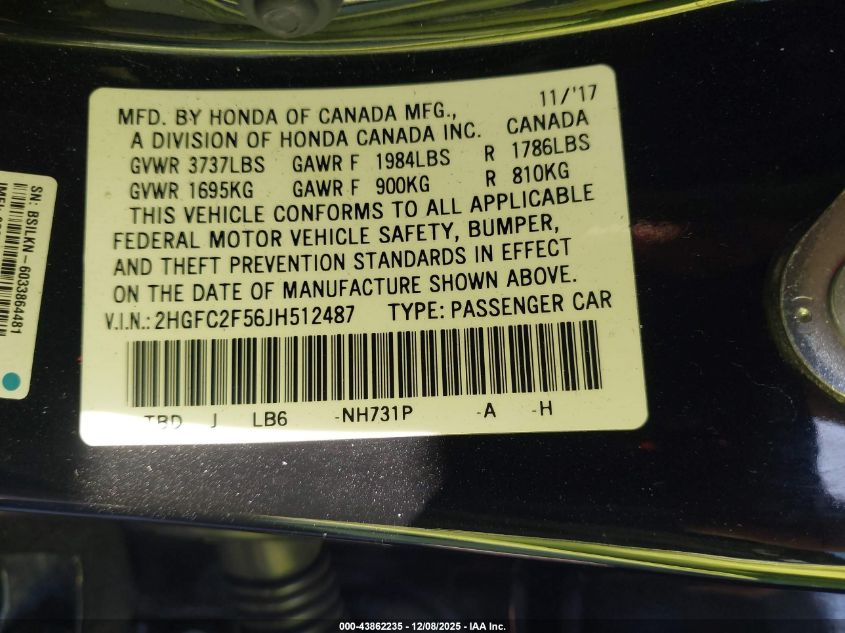 MFD. BY HONDA OF CANADA MFG., 11/'17
A DIVISION OF HONDA CANADA INC. CANADA
GVWR 3737LBS GAWR F 1984LBS R 1786LBS
GVWR 1695KG GAWR F 900KG R 810KG
THIS VEHICLE CONFORMS TO ALL APPLICABLE
FEDERAL MOTOR VEHICLE SAFETY, BUMPER,
AND THEFT PREVENTION STANDARDS IN EFFECT
ON THE DATE OF MANUFACTURE SHOWN ABOVE.
V.I.N.: 2HGFC2F56JH512487 TYPE: PASSENGER CAR
TBD J LB6 -NH731P -A -H
SN: BSILKN-6033864481
000-43862235 - 12/08/2025 - IAA Inc.